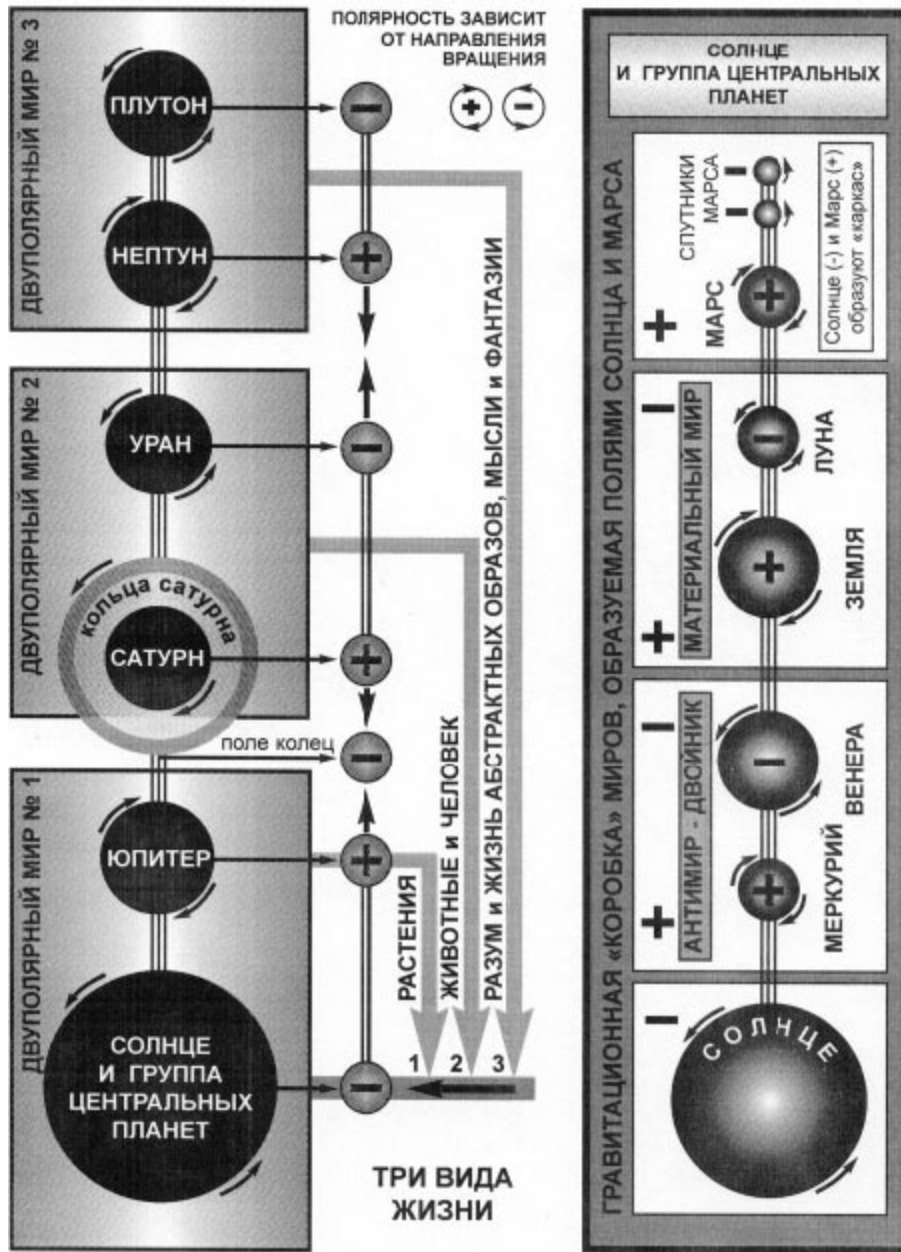 ДВУПОЛЯРНЫЙ МИР № 3
ПЛУТОН
НЕПТУН
ДВУПОЛЯРНЫЙ МИР № 2
УРАН
кольца сатурна
САТУРН
поле колец
ДВУПОЛЯРНЫЙ МИР № 1
ЮПИТЕР
СОЛНЦЕ
И ГРУППА
ЦЕНТРАЛЬНЫХ
ПЛАНЕТ
ПОЛЯРНОСТЬ ЗАВИСИТ
ОТ НАПРАВЛЕНИЯ
ВРАЩЕНИЯ
+ −
−
+
−
+
−
+
−
РАСТЕНИЯ
ЖИВОТНЫЕ и ЧЕЛОВЕК
РАЗУМ и ЖИЗНЬ АБСТРАКТНЫХ ОБРАЗОВ, МЫСЛИ и ФАНТАЗИИ
1 2 3
ТРИ ВИДА
ЖИЗНИ
ГРАВИТАЦИОННАЯ «КОРОБКА» МИРОВ, ОБРАЗУЕМАЯ ПОЛЯМИ СОЛНЦА И МАРСА
СОЛНЦЕ
И ГРУППА ЦЕНТРАЛЬНЫХ
ПЛАНЕТ
СПУТНИКИ
МАРСА
− −
+
МАРС
+
Солнце (-) и Марс (+)
образуют «каркас»
−
МАТЕРИАЛЬНЫЙ МИР
+
−
ЛУНА
+
ЗЕМЛЯ
−
АНТИМИР - ДВОЙНИК
+
−
ВЕНЕРА
+
МЕРКУРИЙ
−
СОЛНЦЕ